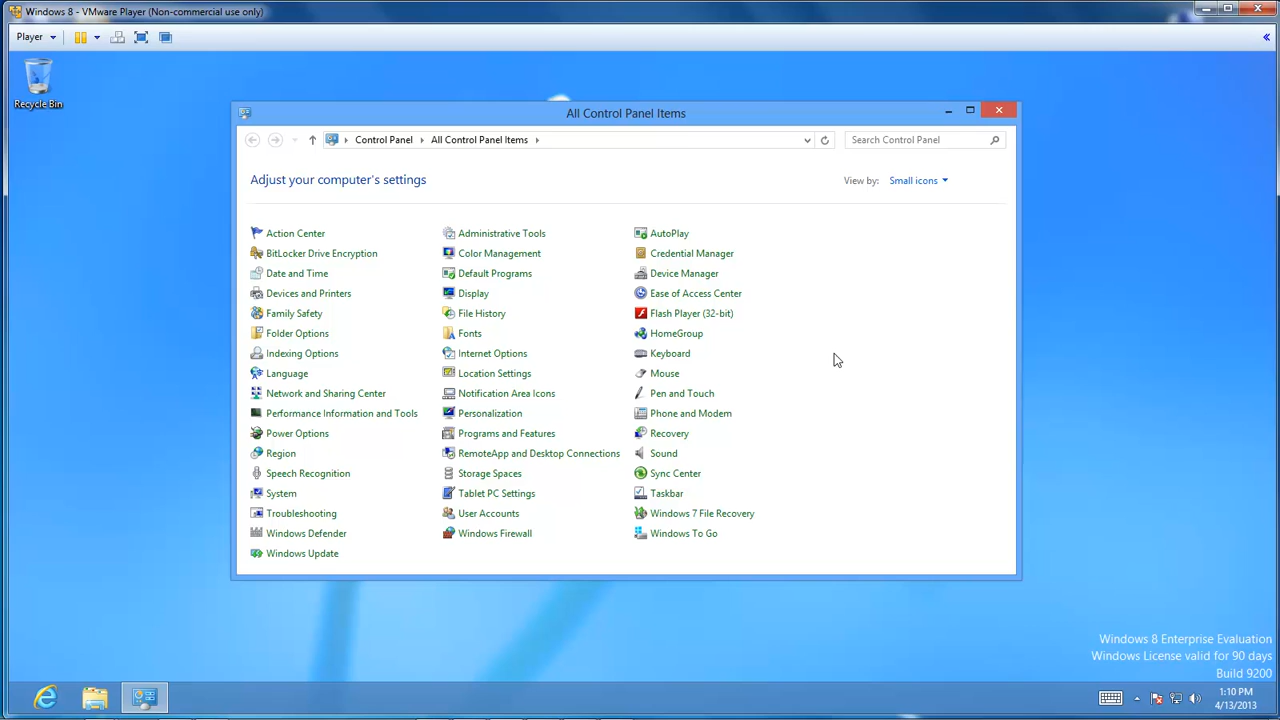 Windows 8 - VMware Player (Non-commercial use only)
Player
Recycle Bin
All Control Panel Items
Control Panel All Control Panel Items
Search Control Panel
Adjust your computer's settings
View by: Small icons
Action Center Administrative Tools AutoPlay
BitLocker Drive Encryption Color Management Credential Manager
Date and Time Default Programs Device Manager
Devices and Printers Display Ease of Access Center
Family Safety File History Flash Player (32-bit)
Folder Options Fonts HomeGroup
Indexing Options Internet Options Keyboard
Language Location Settings Mouse
Network and Sharing Center Notification Area Icons Pen and Touch
Performance Information and Tools Personalization Phone and Modem
Power Options Programs and Features Recovery
Region RemoteApp and Desktop Connections Sound
Speech Recognition Storage Spaces Sync Center
System Tablet PC Settings Taskbar
Troubleshooting User Accounts Windows 7 File Recovery
Windows Defender Windows Firewall Windows To Go
Windows Update
Windows 8 Enterprise Evaluation
Windows License valid for 90 days
Build 9200
1:10 PM
4/13/2013